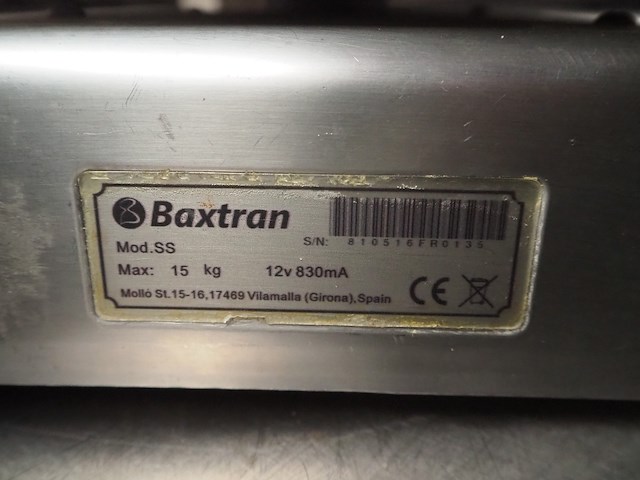 Baxtran
Mod.SS
S/N: 810516FR0135
Max: 15 kg 12v 830mA
Molló St.15-16,17469 Vilamalla (Girona),Spain
CE